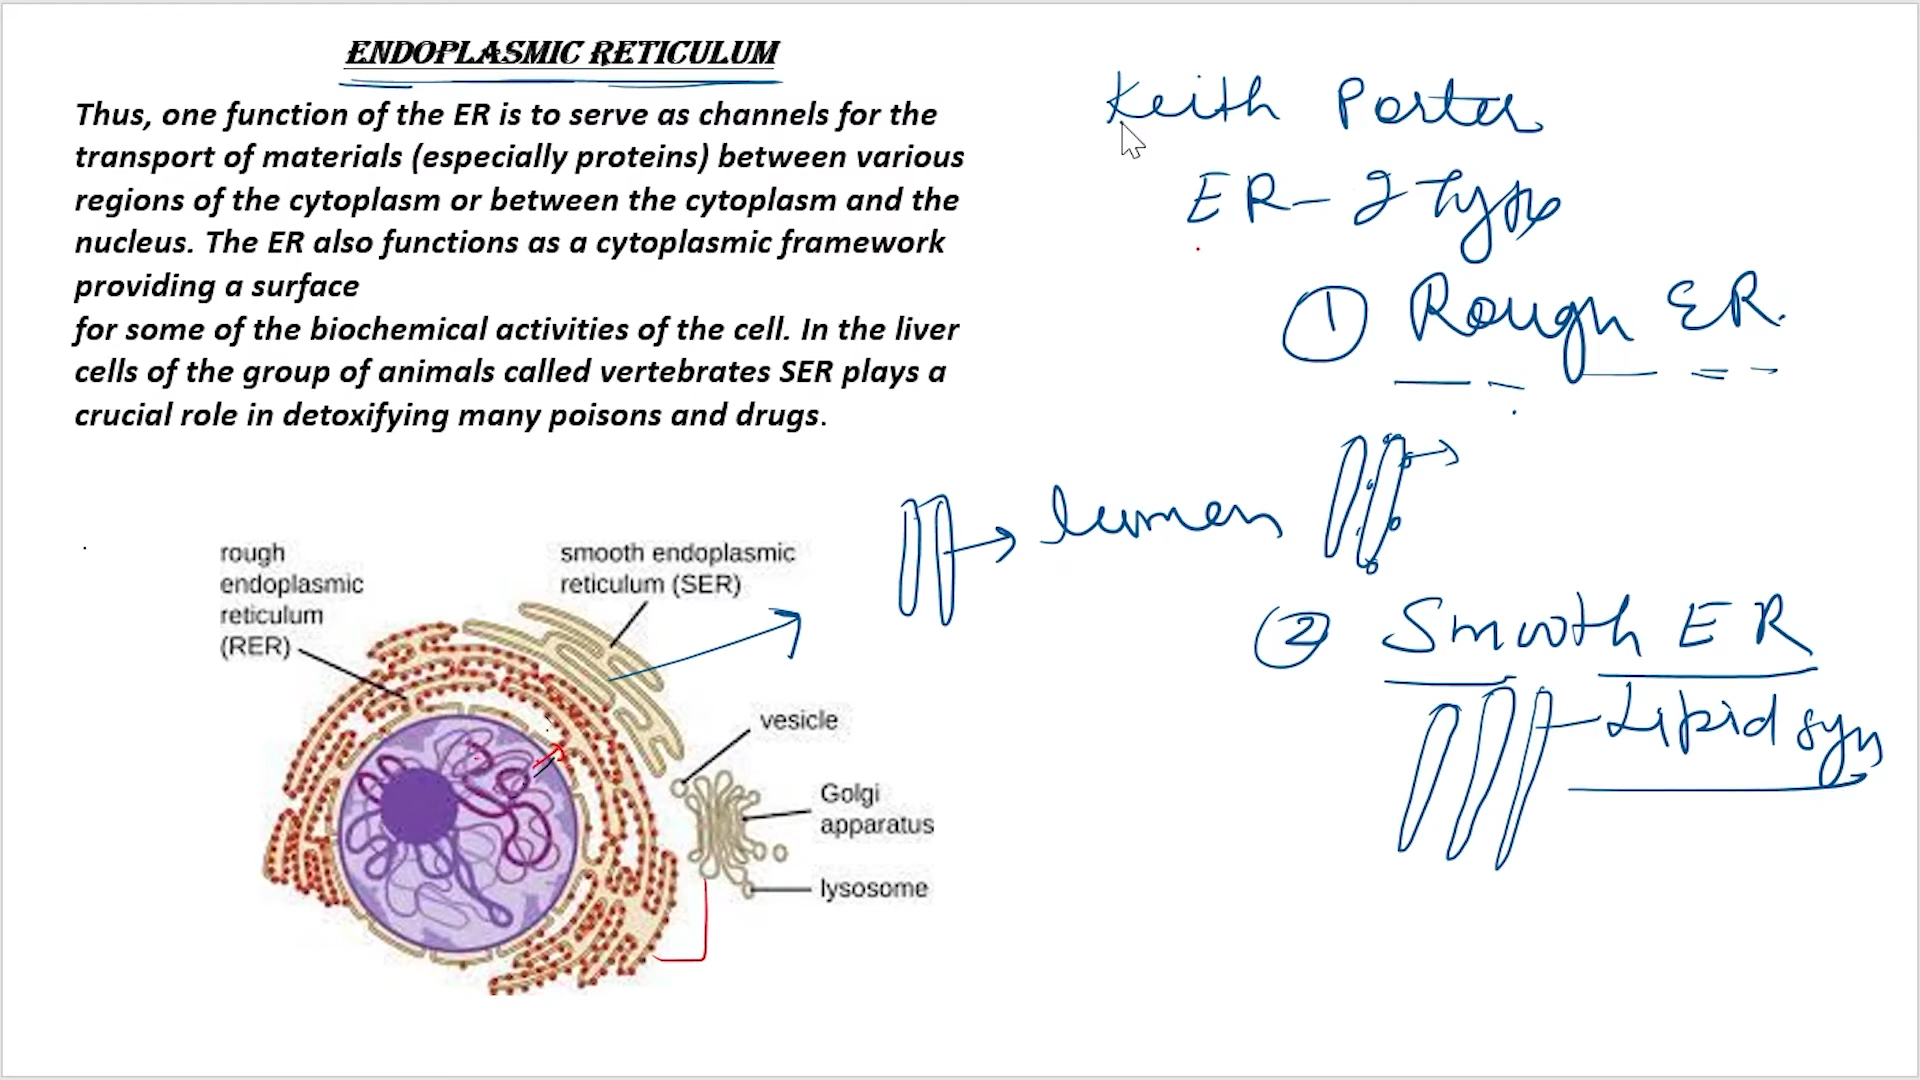 ENDOPLASMIC RETICULUM
Thus, one function of the ER is to serve as channels for the
transport of materials (especially proteins) between various
regions of the cytoplasm or between the cytoplasm and the
nucleus. The ER also functions as a cytoplasmic framework
providing a surface
for some of the biochemical activities of the cell. In the liver
cells of the group of animals called vertebrates SER plays a
crucial role in detoxifying many poisons and drugs.
Keith Porter
ER - 2 types
1 Rough ER.
lumen
2 Smooth ER
Lipid syn
rough
endoplasmic
reticulum
(RER)
smooth endoplasmic
reticulum (SER)
vesicle
Golgi
apparatus
lysosome